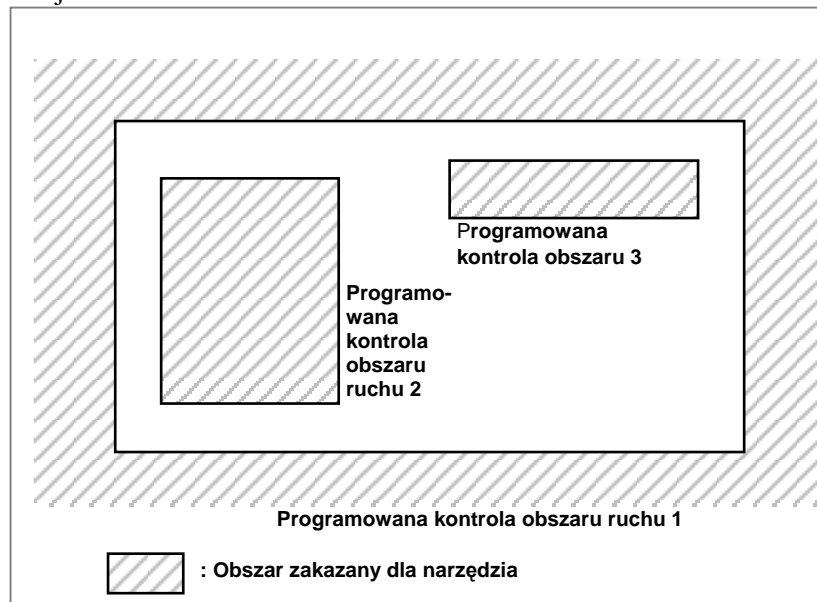 Programowana
kontrola obszaru 3
Programo-
wana
kontrola
obszaru
ruchu 2
Programowana kontrola obszaru ruchu 1
: Obszar zakazany dla narzędzia